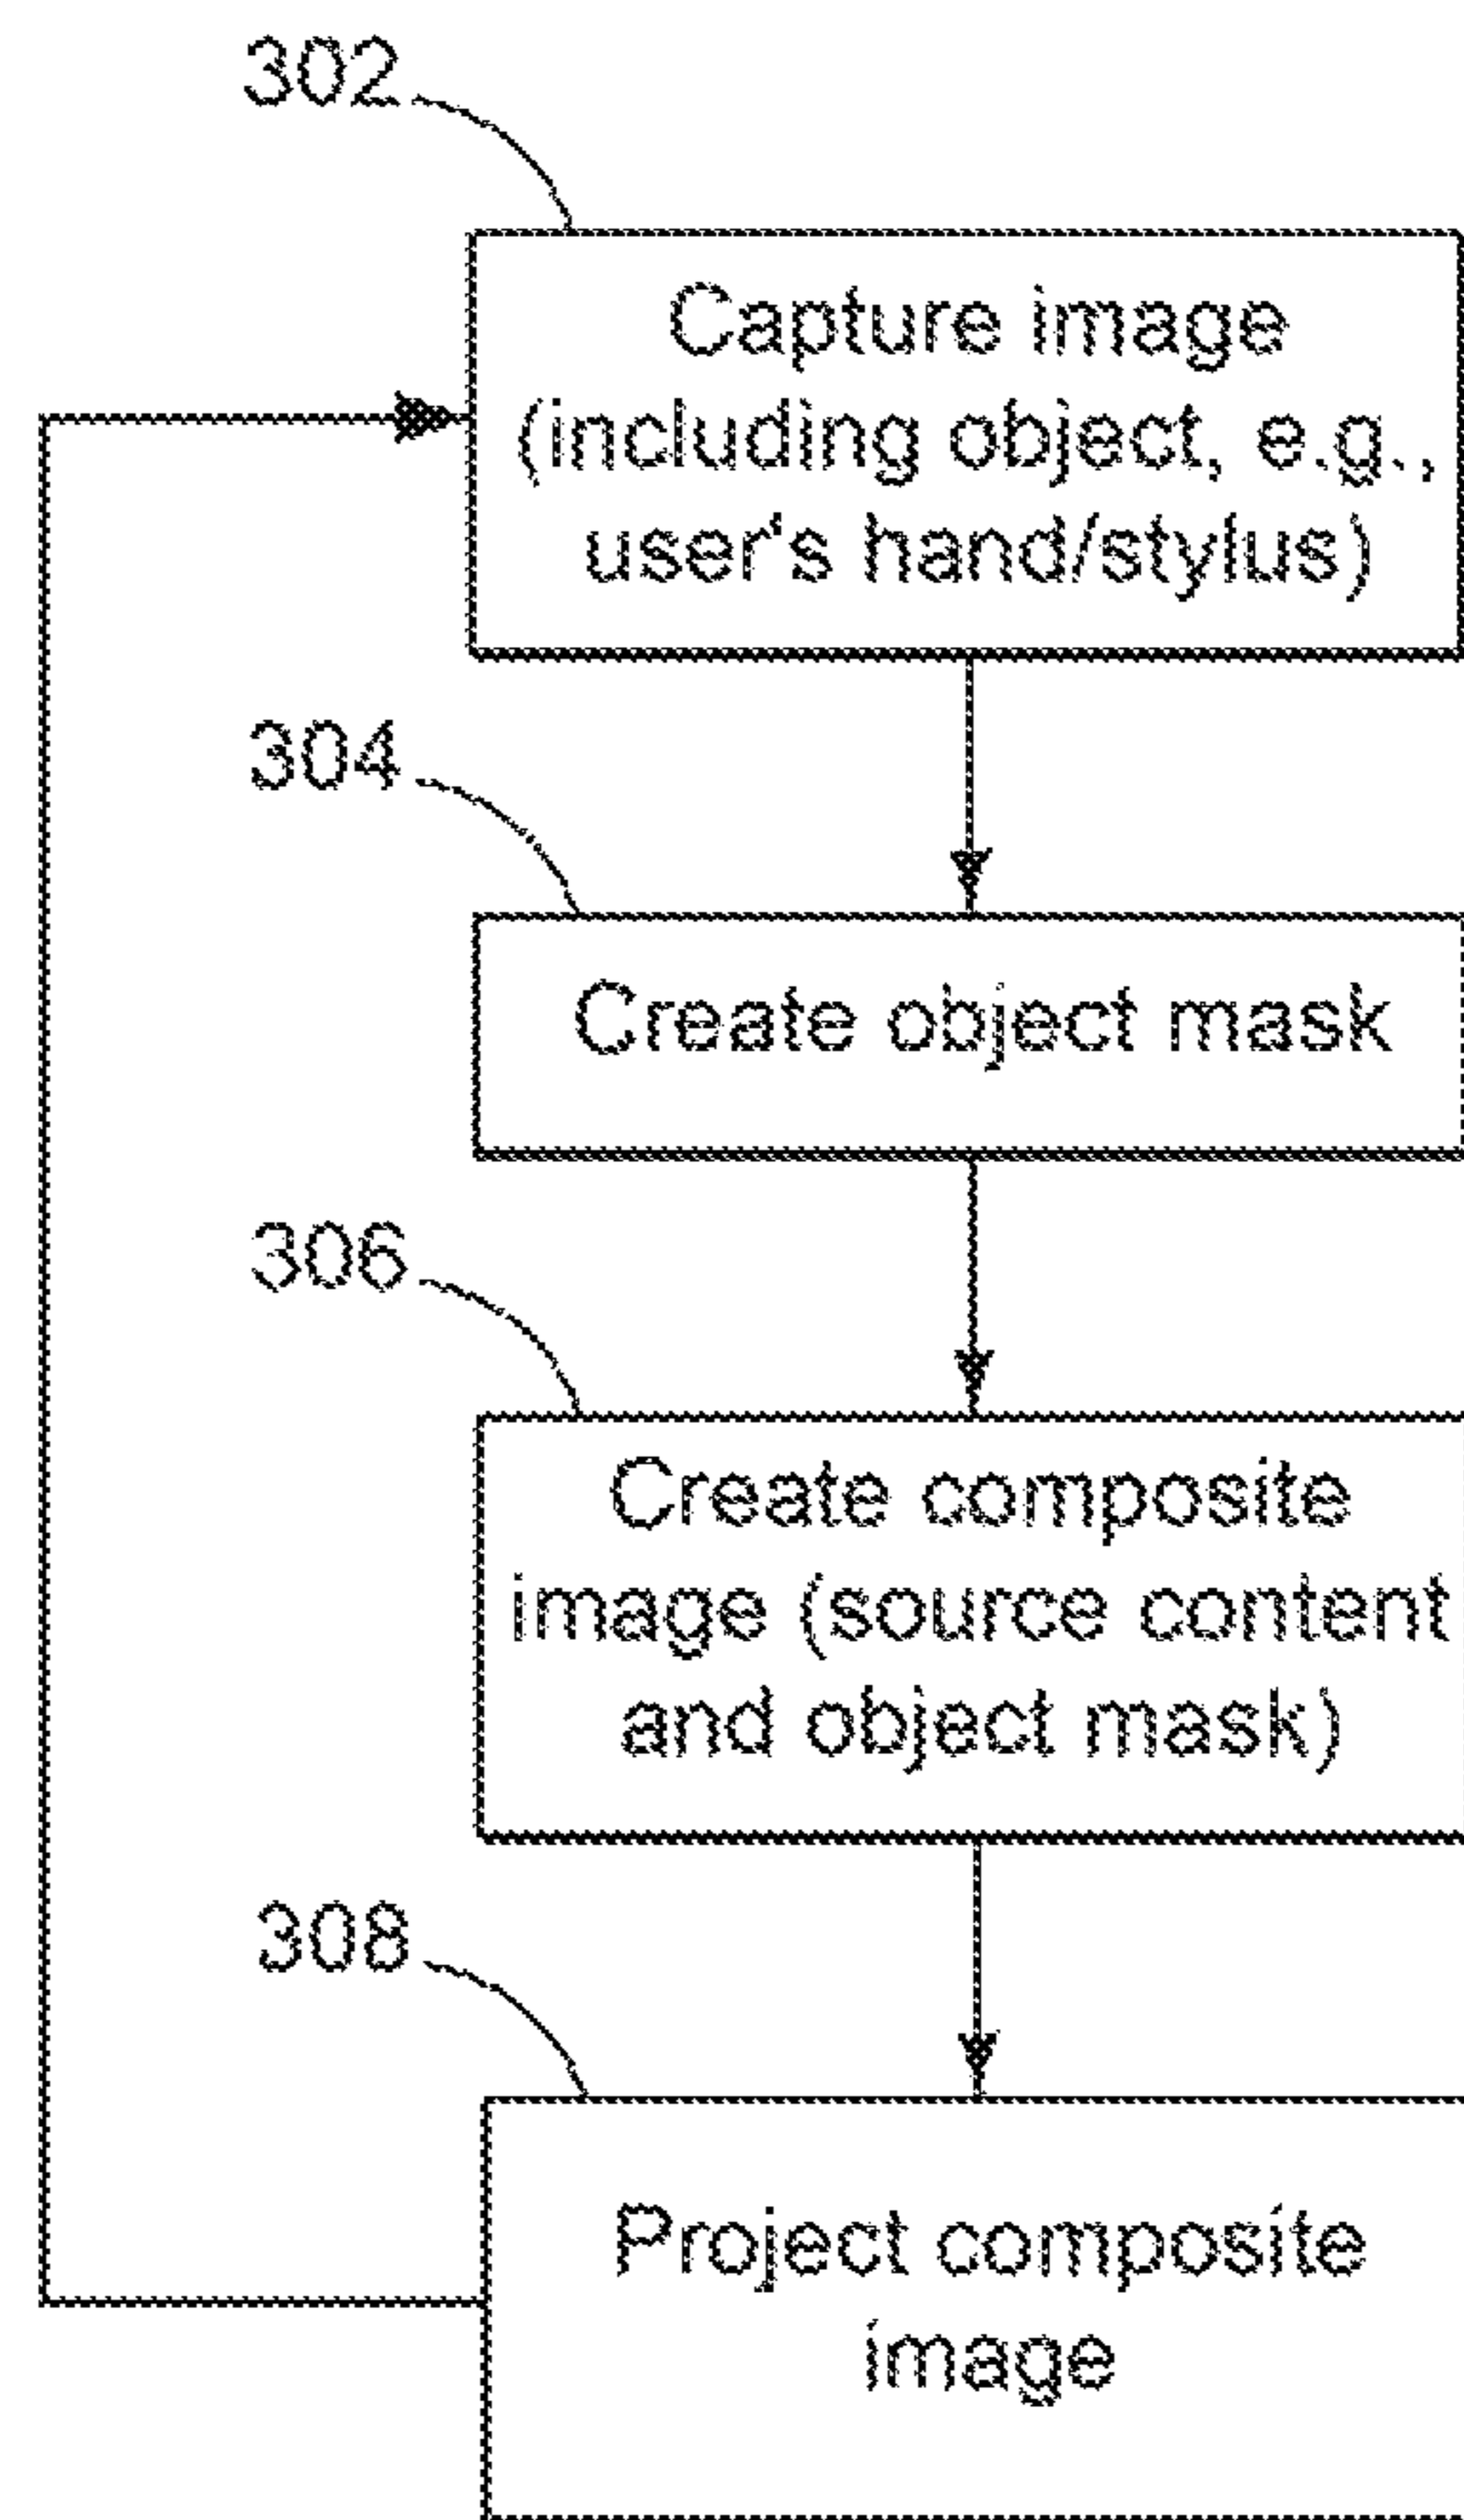 302
Capture image
(including object, e.g.,
user's hand/stylus)
304
Create object mask
306
Create composite
image (source content
and object mask)
308
Project composite
image